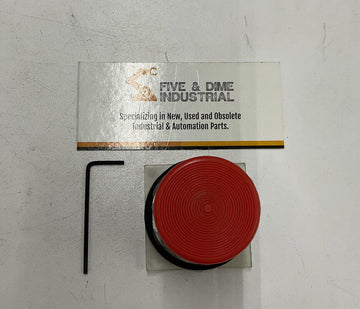 FIVE & DIME
INDUSTRIAL
Specializing in New, Used and Obsolete
Industrial & Automation Parts.